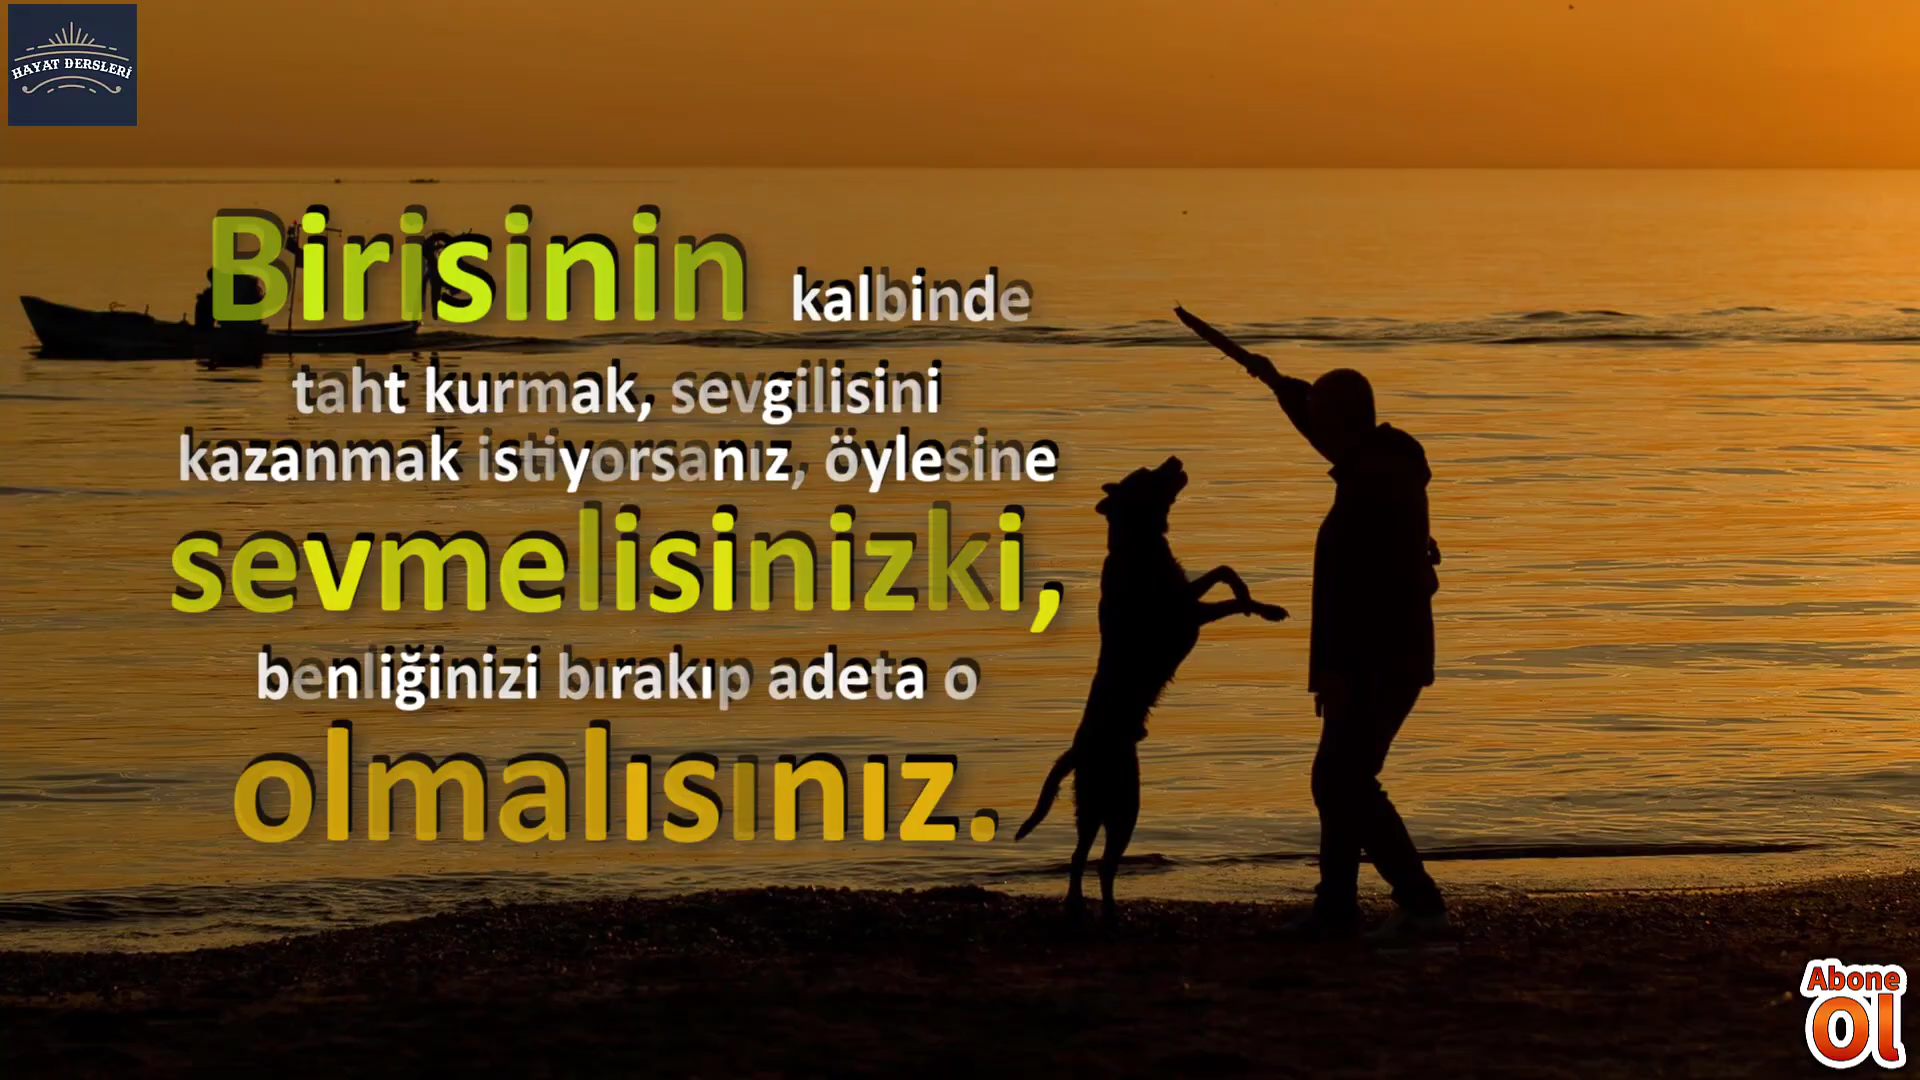 HAYAT DERSLERİ
Birisinin kalbinde
taht kurmak, sevgilisini
kazanmak istiyorsanız, öylesine
sevmelisinizki,
benliğinizi bırakıp adeta o
olmalısınız.
Abone
ol